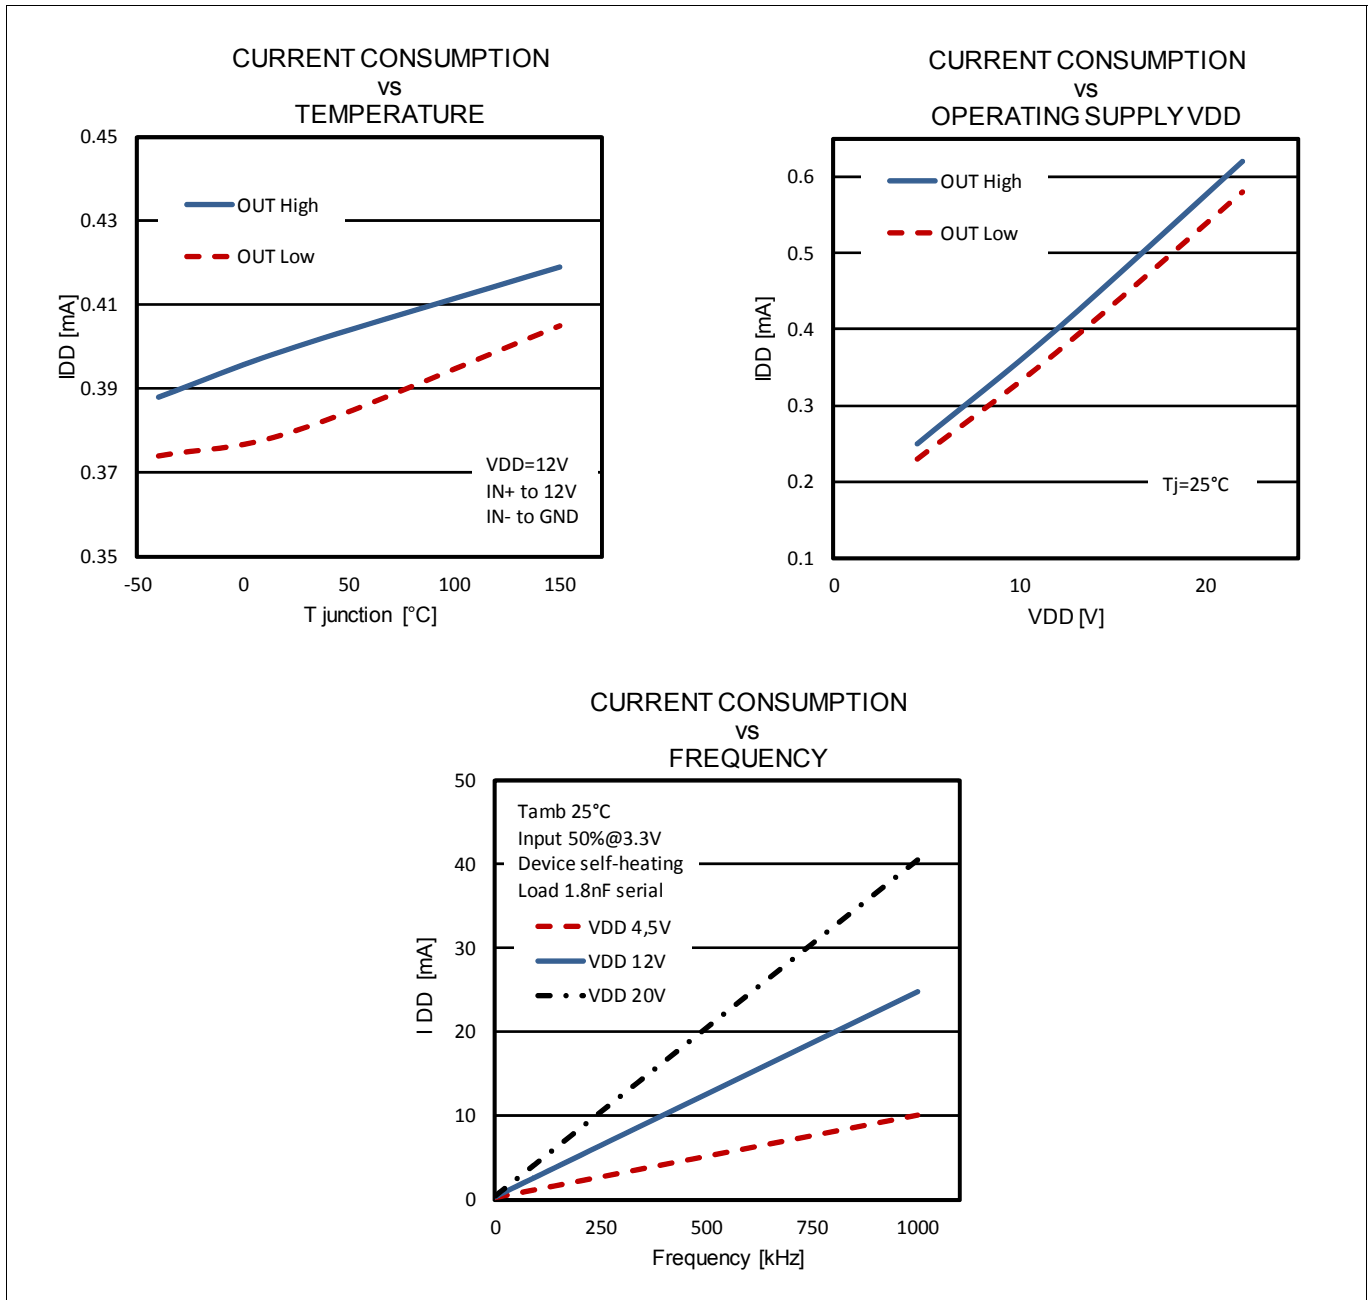 CURRENT CONSUMPTION
vs
TEMPERATURE
0.45
0.43
0.41
0.39
0.37
0.35
IDD [mA]
OUT High
OUT Low
VDD=12V
IN+ to 12V
IN- to GND
-50 0 50 100 150
T junction [°C]
CURRENT CONSUMPTION
vs
OPERATING SUPPLY VDD
0.6
0.5
0.4
0.3
0.2
0.1
IDD [mA]
OUT High
OUT Low
Tj=25°C
0 10 20
VDD [V]
CURRENT CONSUMPTION
vs
FREQUENCY
50
40
30
20
10
0
I DD [mA]
Tamb 25°C
Input 50%@3.3V
Device self-heating
Load 1.8nF serial
VDD 4,5V
VDD 12V
VDD 20V
0 250 500 750 1000
Frequency [kHz]